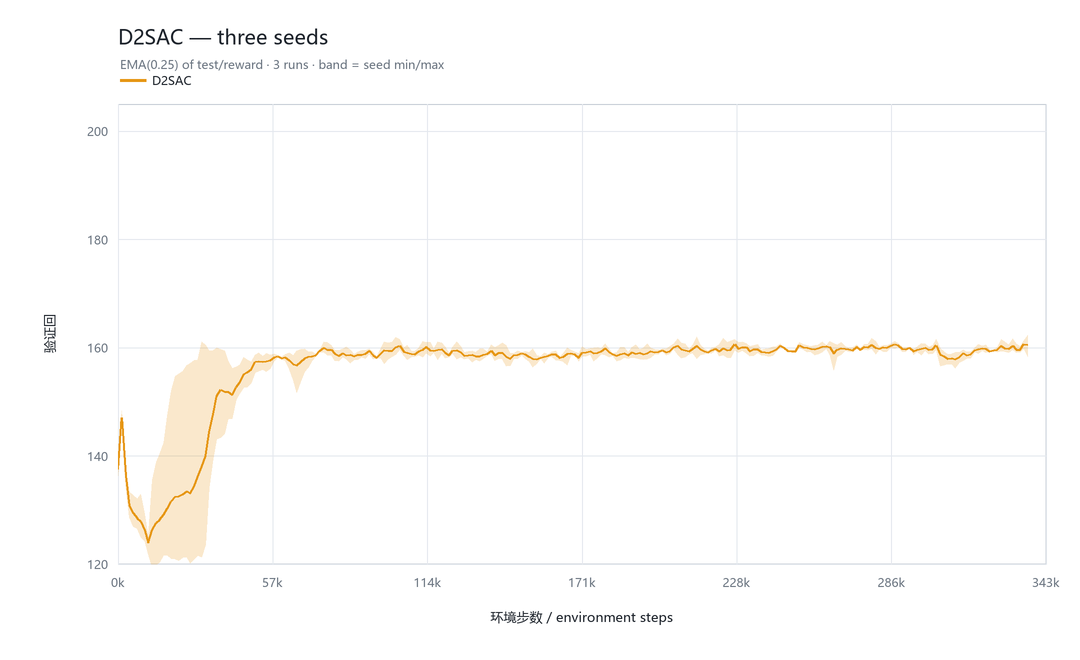 D2SAC — three seeds
EMA(0.25) of test/reward · 3 runs · band = seed min/max
D2SAC
200
180
160
140
120
验证回
0k
57k
114k
171k
228k
286k
343k
环境步数 / environment steps